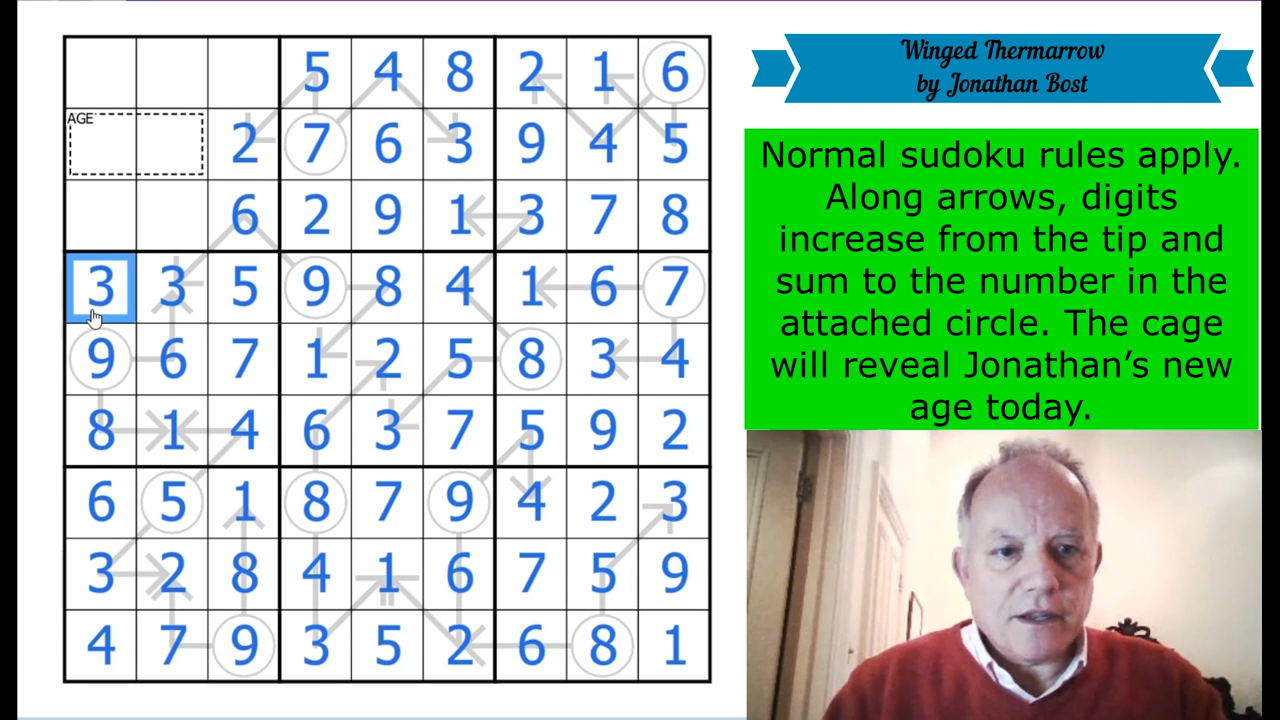 Winged Thermarrow
by Jonathan Bost
Normal sudoku rules apply.
Along arrows, digits
increase from the tip and
sum to the number in the
attached circle. The cage
will reveal Jonathan’s new
age today.
5 4 8 2 1 6
AGE
2 7 6 3 9 4 5
6 2 9 1 3 7 8
3 3 5 9 8 4 1 6 7
9 6 7 1 2 5 8 3 4
8 1 4 6 3 7 5 9 2
6 5 1 8 7 9 4 2 3
3 2 8 4 1 6 7 5 9
4 7 9 3 5 2 6 8 1